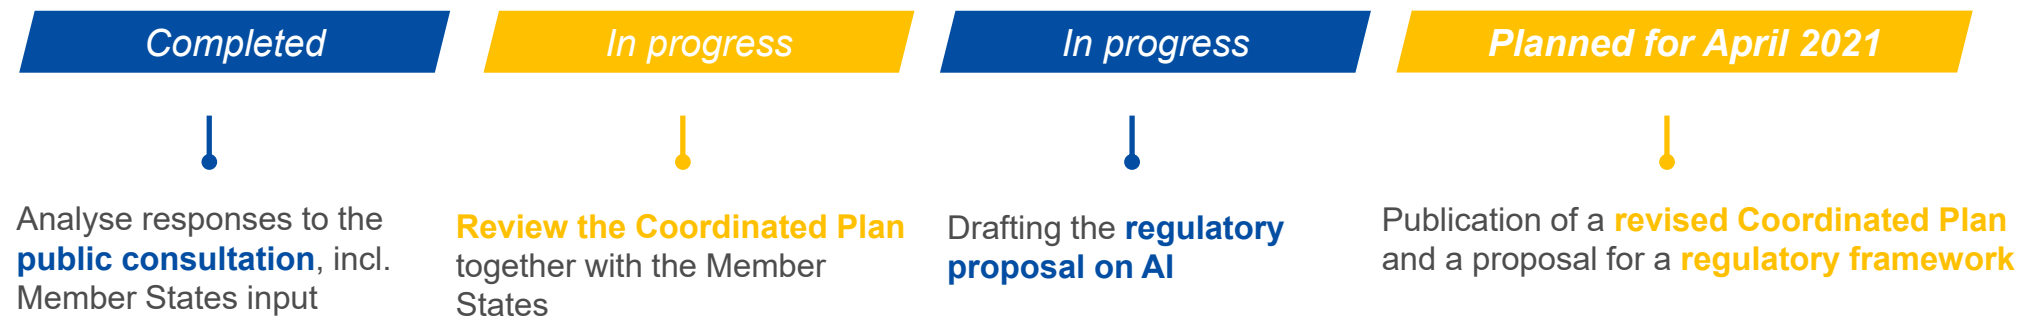 Completed
In progress
In progress
Planned for April 2021
Analyse responses to the
public consultation, incl.
Member States input
Review the Coordinated Plan
together with the Member
States
Drafting the regulatory
proposal on AI
Publication of a revised Coordinated Plan
and a proposal for a regulatory framework